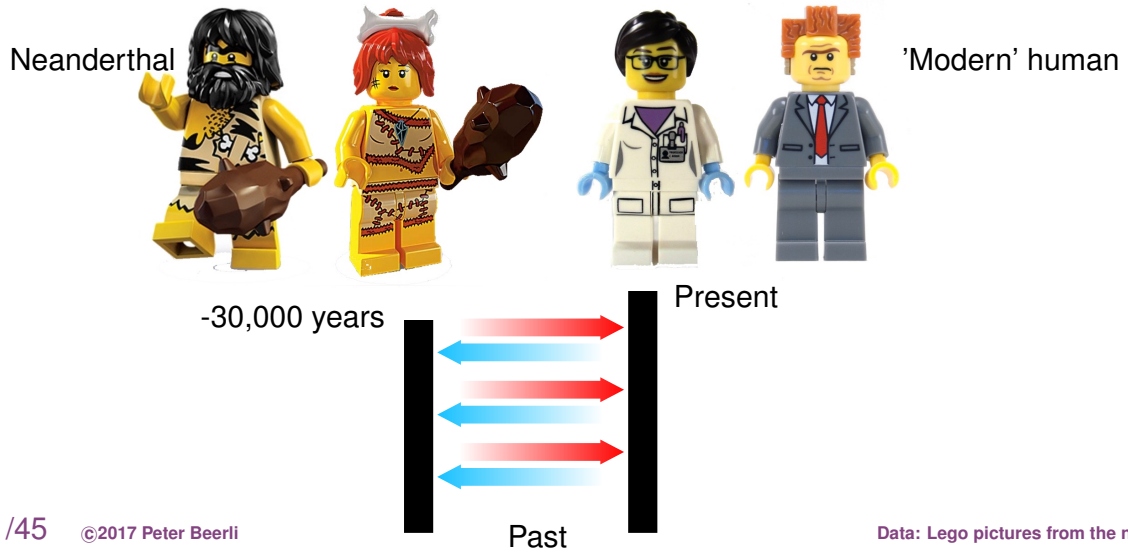 Neanderthal
’Modern’ human
-30,000 years
Present
Past
/45 ©2017 Peter Beerli
Data: Lego pictures from the